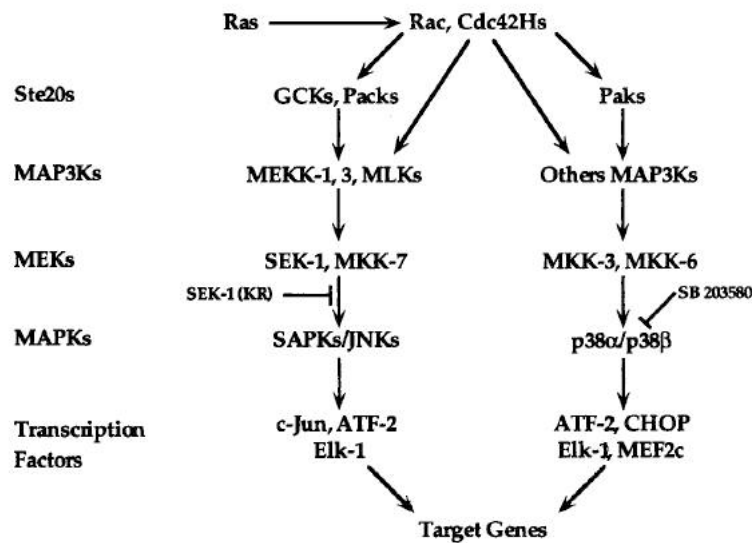 Ras Rac, Cdc42Hs
Ste20s GCKs, Packs Paks
MAP3Ks MEKK-1, 3, MLKs Others MAP3Ks
MEKs SEK-1, MKK-7 MKK-3, MKK-6
SEK-1 (KR) SB 203580
MAPKs SAPKs/JNKs p38α/p38β
Transcription c-Jun, ATF-2 ATF-2, CHOP
Factors Elk-1 Elk-1, MEF2c
Target Genes